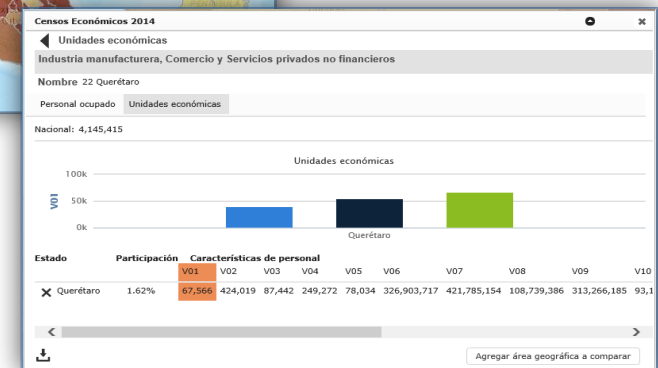 Censos Económicos 2014
Unidades económicas
Industria manufacturera, Comercio y Servicios privados no financieros
Nombre 22 Querétaro
Personal ocupado Unidades económicas
Nacional: 4,145,415
Unidades económicas
100k
50k
0k
V01
Querétaro
Estado Participación Características de personal
V01 V02 V03 V04 V05 V06 V07 V08 V09 V10
Querétaro 1.62% 67,566 424,019 87,442 249,272 78,034 326,903,717 421,785,154 108,739,386 313,266,185 93,1
Agregar área geográfica a comparar